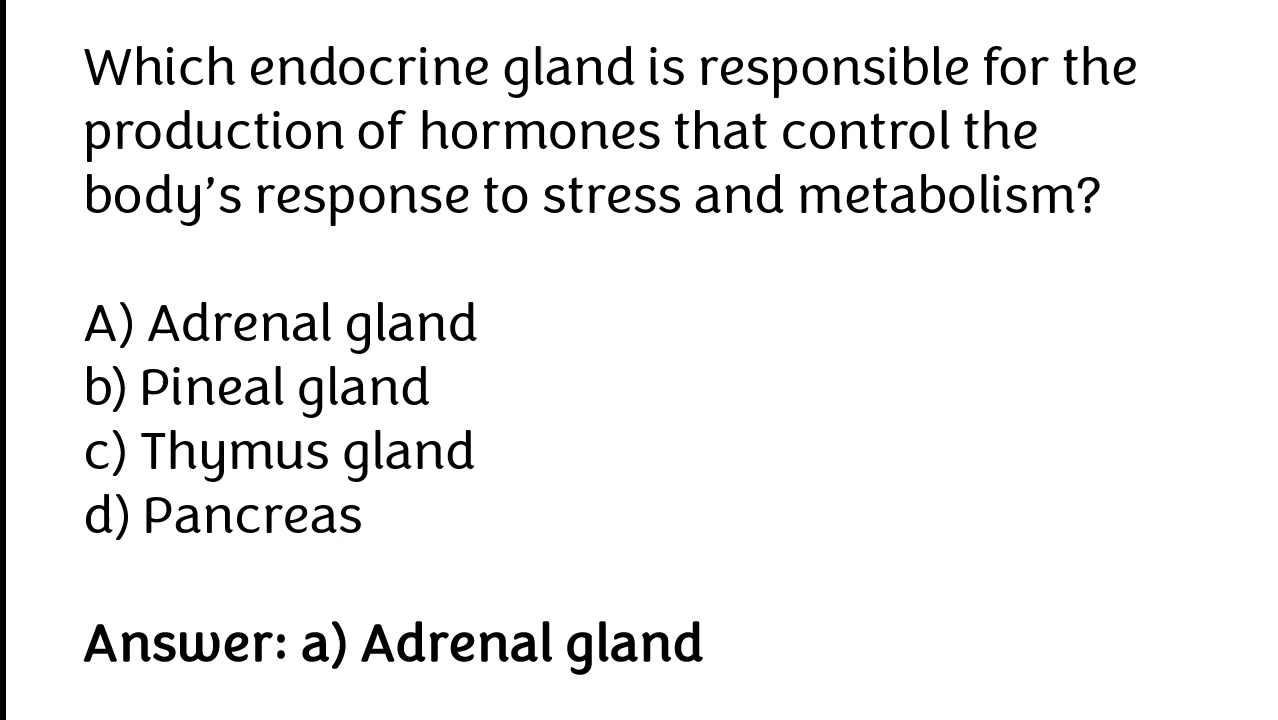 Which endocrine gland is responsible for the
production of hormones that control the
body’s response to stress and metabolism?
A) Adrenal gland
b) Pineal gland
c) Thymus gland
d) Pancreas
Answer: a) Adrenal gland